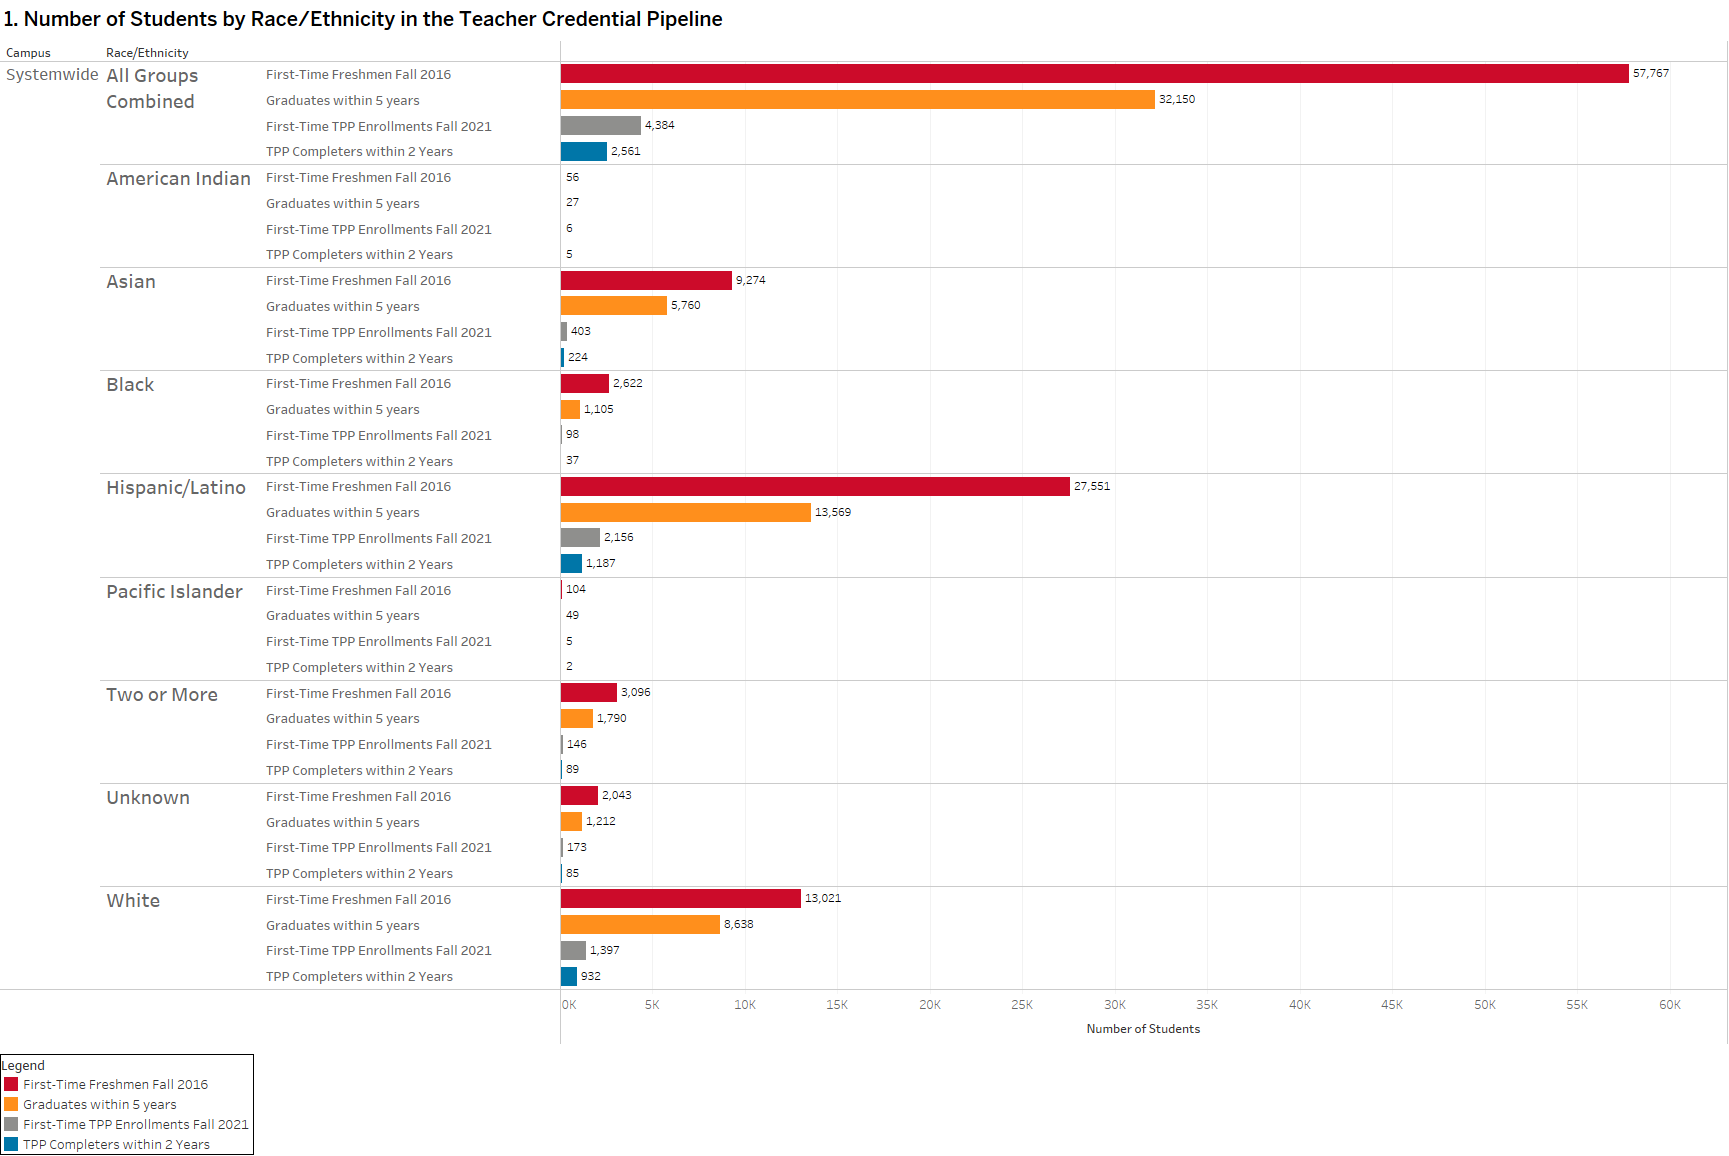 1. Number of Students by Race/Ethnicity in the Teacher Credential Pipeline
Campus Race/Ethnicity
Systemwide All Groups Combined First-Time Freshmen Fall 2016 57,767
Graduates within 5 years 32,150
First-Time TPP Enrollments Fall 2021 4,384
TPP Completers within 2 Years 2,561
American Indian First-Time Freshmen Fall 2016 56
Graduates within 5 years 27
First-Time TPP Enrollments Fall 2021 6
TPP Completers within 2 Years 5
Asian First-Time Freshmen Fall 2016 9,274
Graduates within 5 years 5,760
First-Time TPP Enrollments Fall 2021 403
TPP Completers within 2 Years 224
Black First-Time Freshmen Fall 2016 2,622
Graduates within 5 years 1,105
First-Time TPP Enrollments Fall 2021 98
TPP Completers within 2 Years 37
Hispanic/Latino First-Time Freshmen Fall 2016 27,551
Graduates within 5 years 13,569
First-Time TPP Enrollments Fall 2021 2,156
TPP Completers within 2 Years 1,187
Pacific Islander First-Time Freshmen Fall 2016 104
Graduates within 5 years 49
First-Time TPP Enrollments Fall 2021 5
TPP Completers within 2 Years 2
Two or More First-Time Freshmen Fall 2016 3,096
Graduates within 5 years 1,790
First-Time TPP Enrollments Fall 2021 146
TPP Completers within 2 Years 89
Unknown First-Time Freshmen Fall 2016 2,043
Graduates within 5 years 1,212
First-Time TPP Enrollments Fall 2021 173
TPP Completers within 2 Years 85
White First-Time Freshmen Fall 2016 13,021
Graduates within 5 years 8,638
First-Time TPP Enrollments Fall 2021 1,397
TPP Completers within 2 Years 932
0K 5K 10K 15K 20K 25K 30K 35K 40K 45K 50K 55K 60K
Number of Students
Legend
First-Time Freshmen Fall 2016
Graduates within 5 years
First-Time TPP Enrollments Fall 2021
TPP Completers within 2 Years